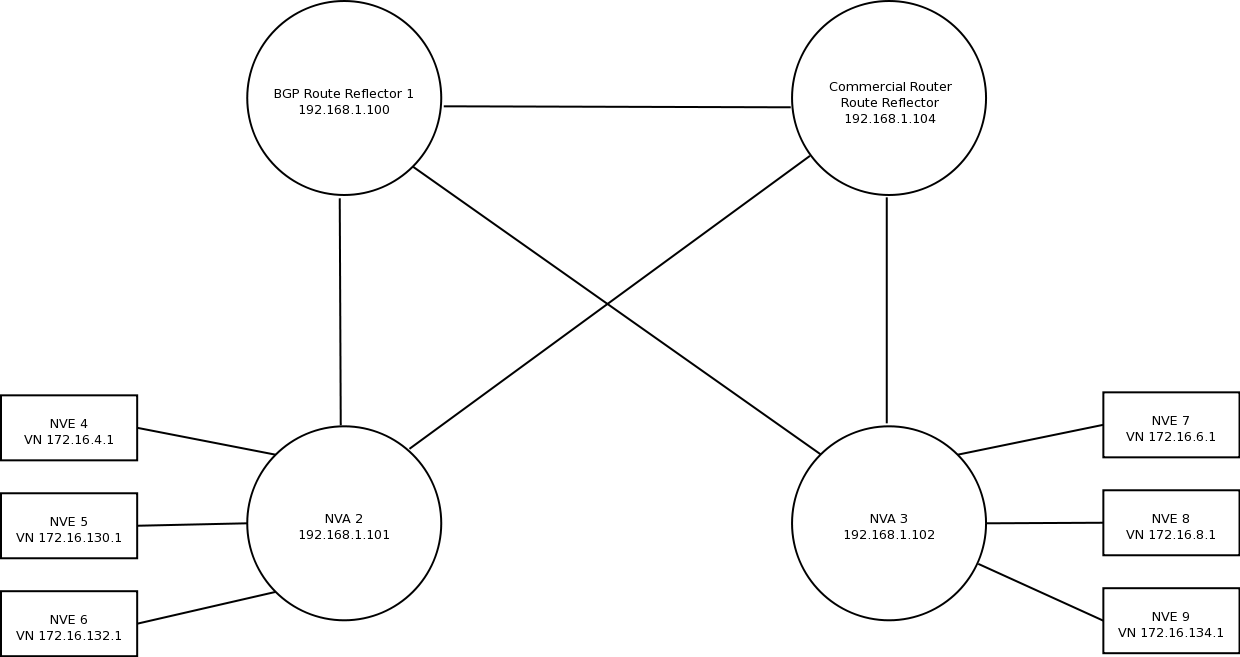 BGP Route Reflector 1
192.168.1.100
Commercial Router
Route Reflector
192.168.1.104
NVE 4
VN 172.16.4.1
NVE 5
VN 172.16.130.1
NVE 6
VN 172.16.132.1
NVA 2
192.168.1.101
NVA 3
192.168.1.102
NVE 7
VN 172.16.6.1
NVE 8
VN 172.16.8.1
NVE 9
VN 172.16.134.1